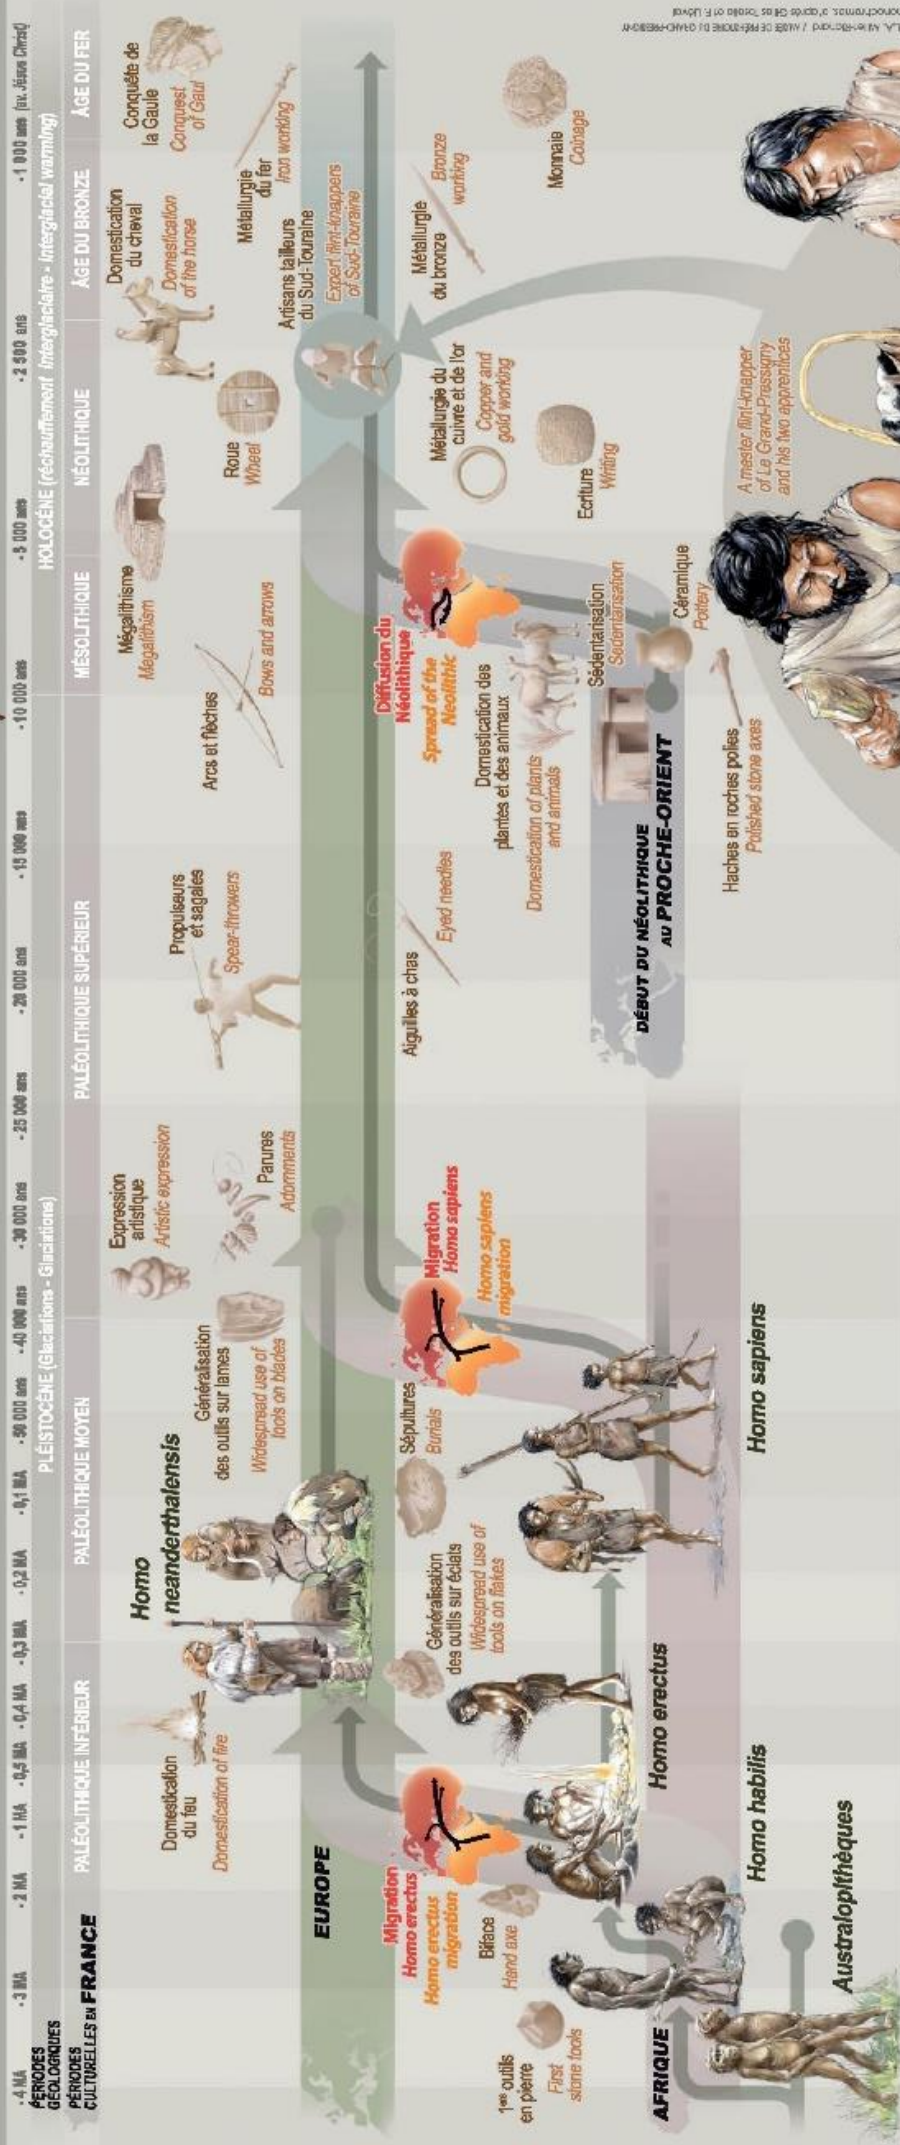 - 4 MA
- 3 MA
- 2 MA
- 1 MA
- 0,5 MA
- 0,4 MA
- 0,3 MA
- 0,2 MA
- 0,1 MA
- 50 000 ans
- 40 000 ans
- 30 000 ans
- 25 000 ans
- 20 000 ans
- 15 000 ans
- 10 000 ans
- 5 000 ans
- 2 500 ans
- 1 000 ans (av. Jésus Christ)
PÉRIODES
GÉOLOGIQUES
PLÉISTOCÈNE (Glaciations - Glaciations)
HOLOCÈNE (réchauffement interglaciaire - Interglacial warming)
PÉRIODES
CULTURELLES EN FRANCE
PALÉOLITHIQUE INFÉRIEUR
PALÉOLITHIQUE MOYEN
PALÉOLITHIQUE SUPÉRIEUR
MÉSOLITHIQUE
NÉOLITHIQUE
ÂGE DU BRONZE
ÂGE DU FER
Domestication
du feu
Domestication of fire
Homo
neanderthalensis
Généralisation
des outils sur lames
Widespread use of
tools on blades
Expression
artistique
Artistic expression
Parures
Adornments
Propulseurs
et sagaies
Spear-throwers
Arcs et flèches
Bows and arrows
Mégalithisme
Megalithism
Roue
Wheel
Domestication
du cheval
Domestication
of the horse
Métallurgie
du fer
Iron working
Conquête de
la Gaule
Conquest
of Gaul
Artisans tailleurs
du Sud-Touraine
Expert flint-knappers
of Sud-Touraine
EUROPE
Migration
Homo erectus
Homo erectus
migration
Biface
Hand axe
1ers outils
en pierre
First
stone tools
Généralisation
des outils sur éclats
Widespread use of
tools on flakes
Sépultures
Burials
Migration
Homo sapiens
Homo sapiens
migration
Aiguilles à chas
Eyed needles
Diffusion du
Néolithique
Spread of the
Neolithic
Domestication des
plantes et des animaux
Domestication of plants
and animals
Sédentarisation
Sedentarisation
Céramique
Pottery
DÉBUT DU NÉOLITHIQUE
AU PROCHE-ORIENT
Haches en roches polies
Polished stone axes
Métallurgie du
cuivre et de l'or
Copper and
gold working
Ecriture
Writing
Métallurgie
du bronze
Bronze
working
Monnaie
Coinage
A master flint-knapper
of Le Grand-Pressigny
and his two apprentices
AFRIQUE
Australopithèques
Homo habilis
Homo erectus
Homo sapiens
MUSÉE DE PRÉHISTOIRE DU GRAND-PRESSIGNY